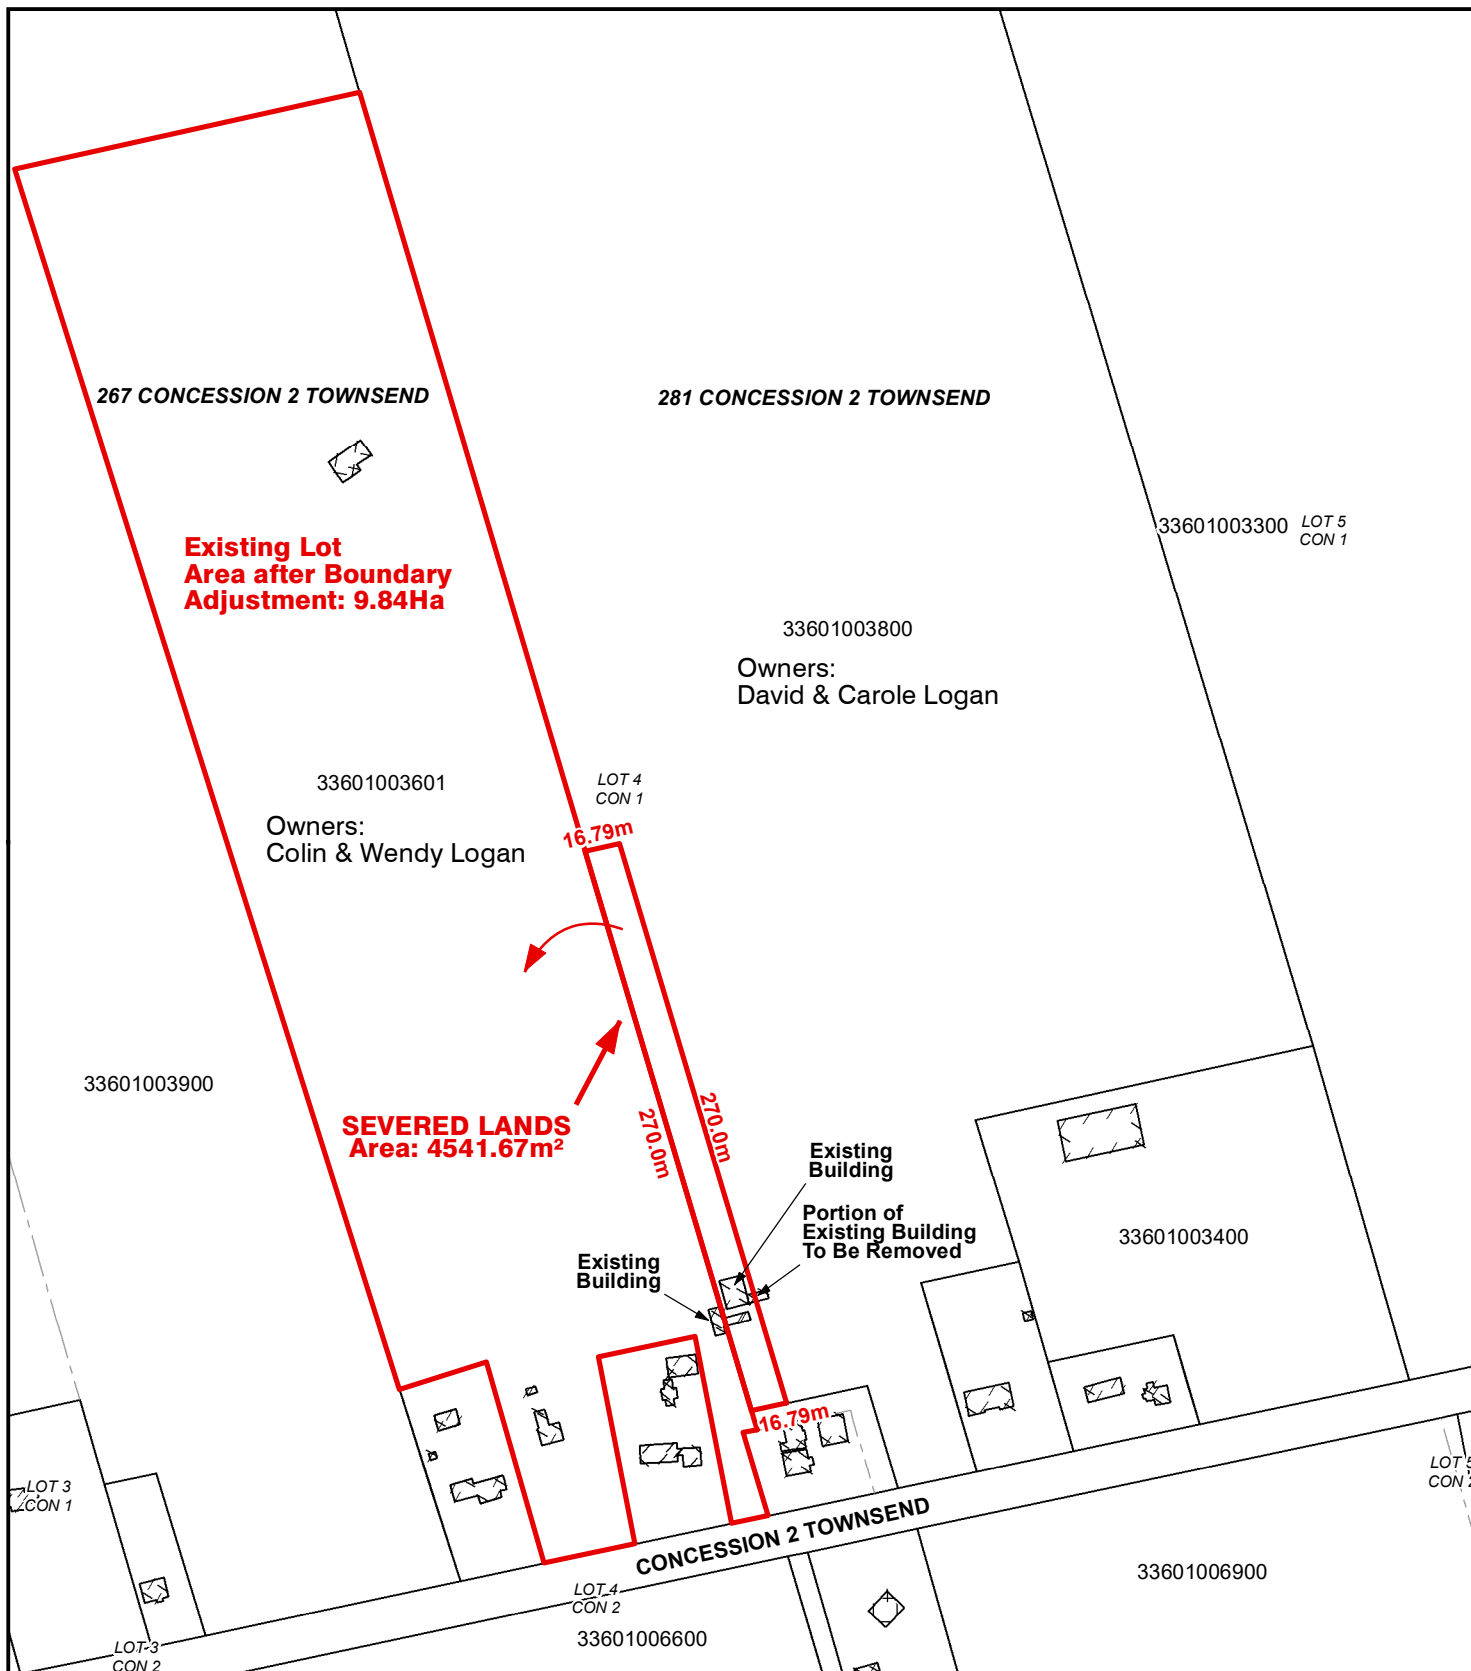 267 CONCESSION 2 TOWNSEND
281 CONCESSION 2 TOWNSEND
Existing Lot
Area after Boundary
Adjustment: 9.84Ha
33601003300
LOT 5
CON 1
33601003800
Owners:
David & Carole Logan
33601003601
Owners:
Colin & Wendy Logan
LOT 4
CON 1
16.79m
33601003900
SEVERED LANDS
Area: 4541.67m²
270.0m
270.0m
Existing
Building
Portion of
Existing Building
To Be Removed
Existing
Building
33601003400
16.79m
LOT 3
CON 1
LOT 5
CON 2
CONCESSION 2 TOWNSEND
LOT 4
CON 2
33601006900
33601006600
LOT 3
CON 2